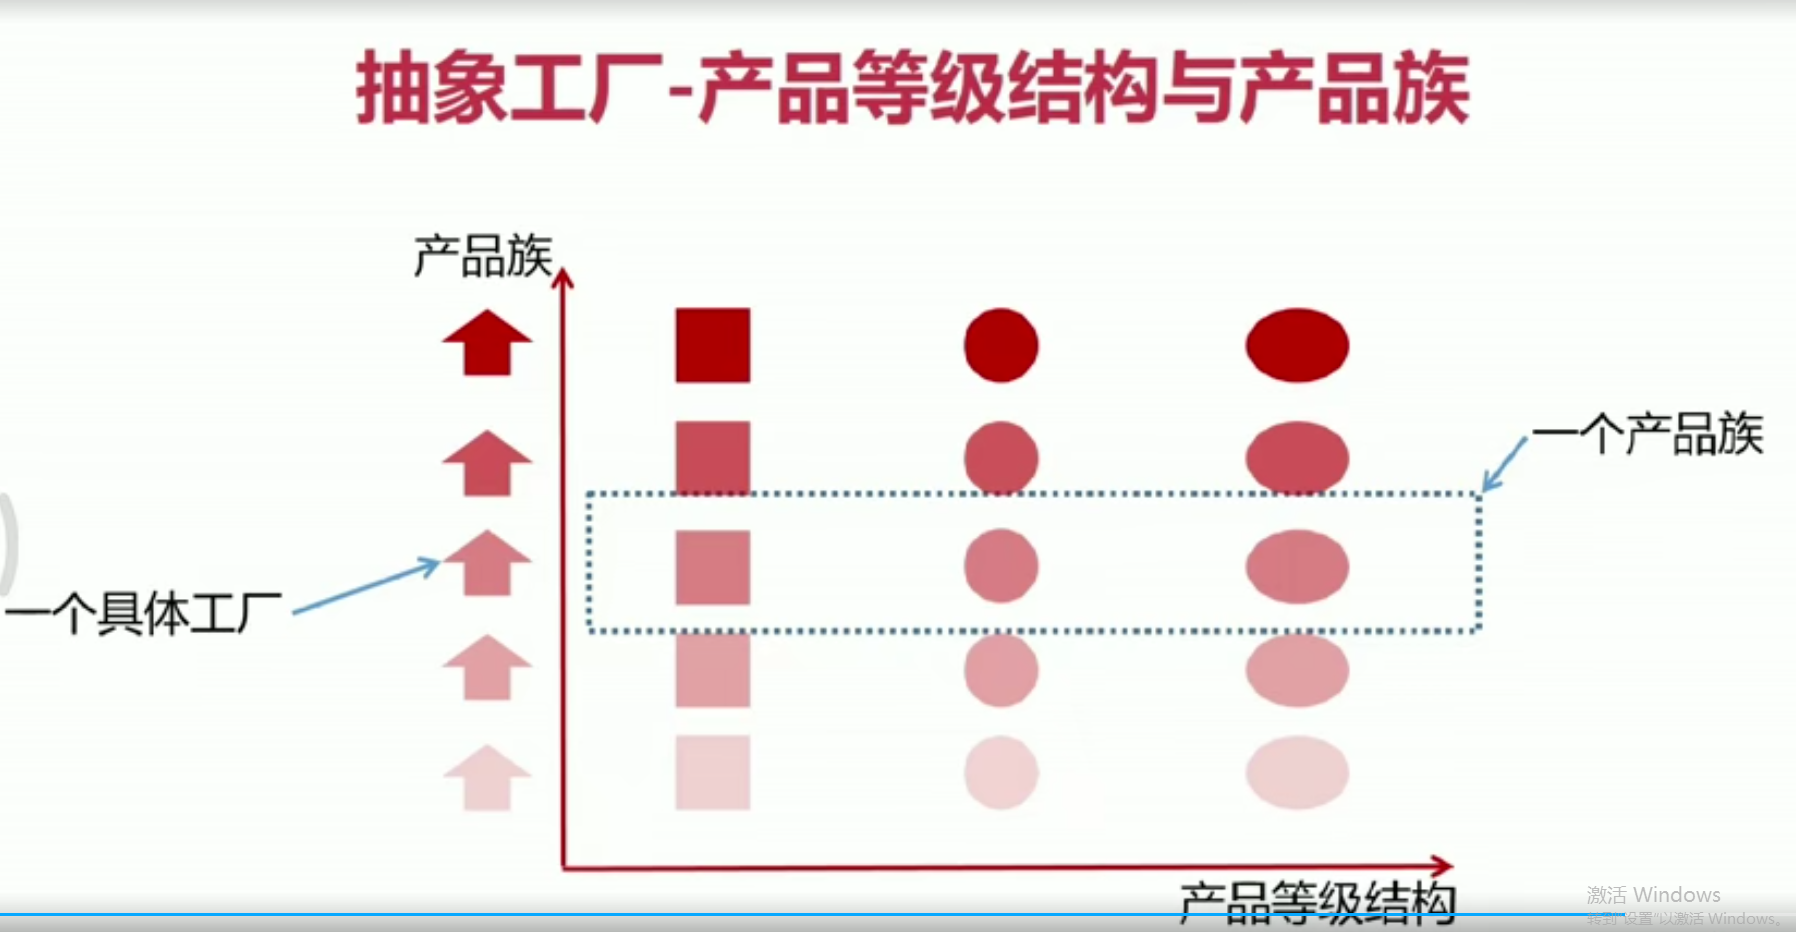 抽象工厂-产品等级结构与产品族
产品族
一个产品族
一个具体工厂
产品等级结构
激活 Windows
转到"设置"以激活 Windows。